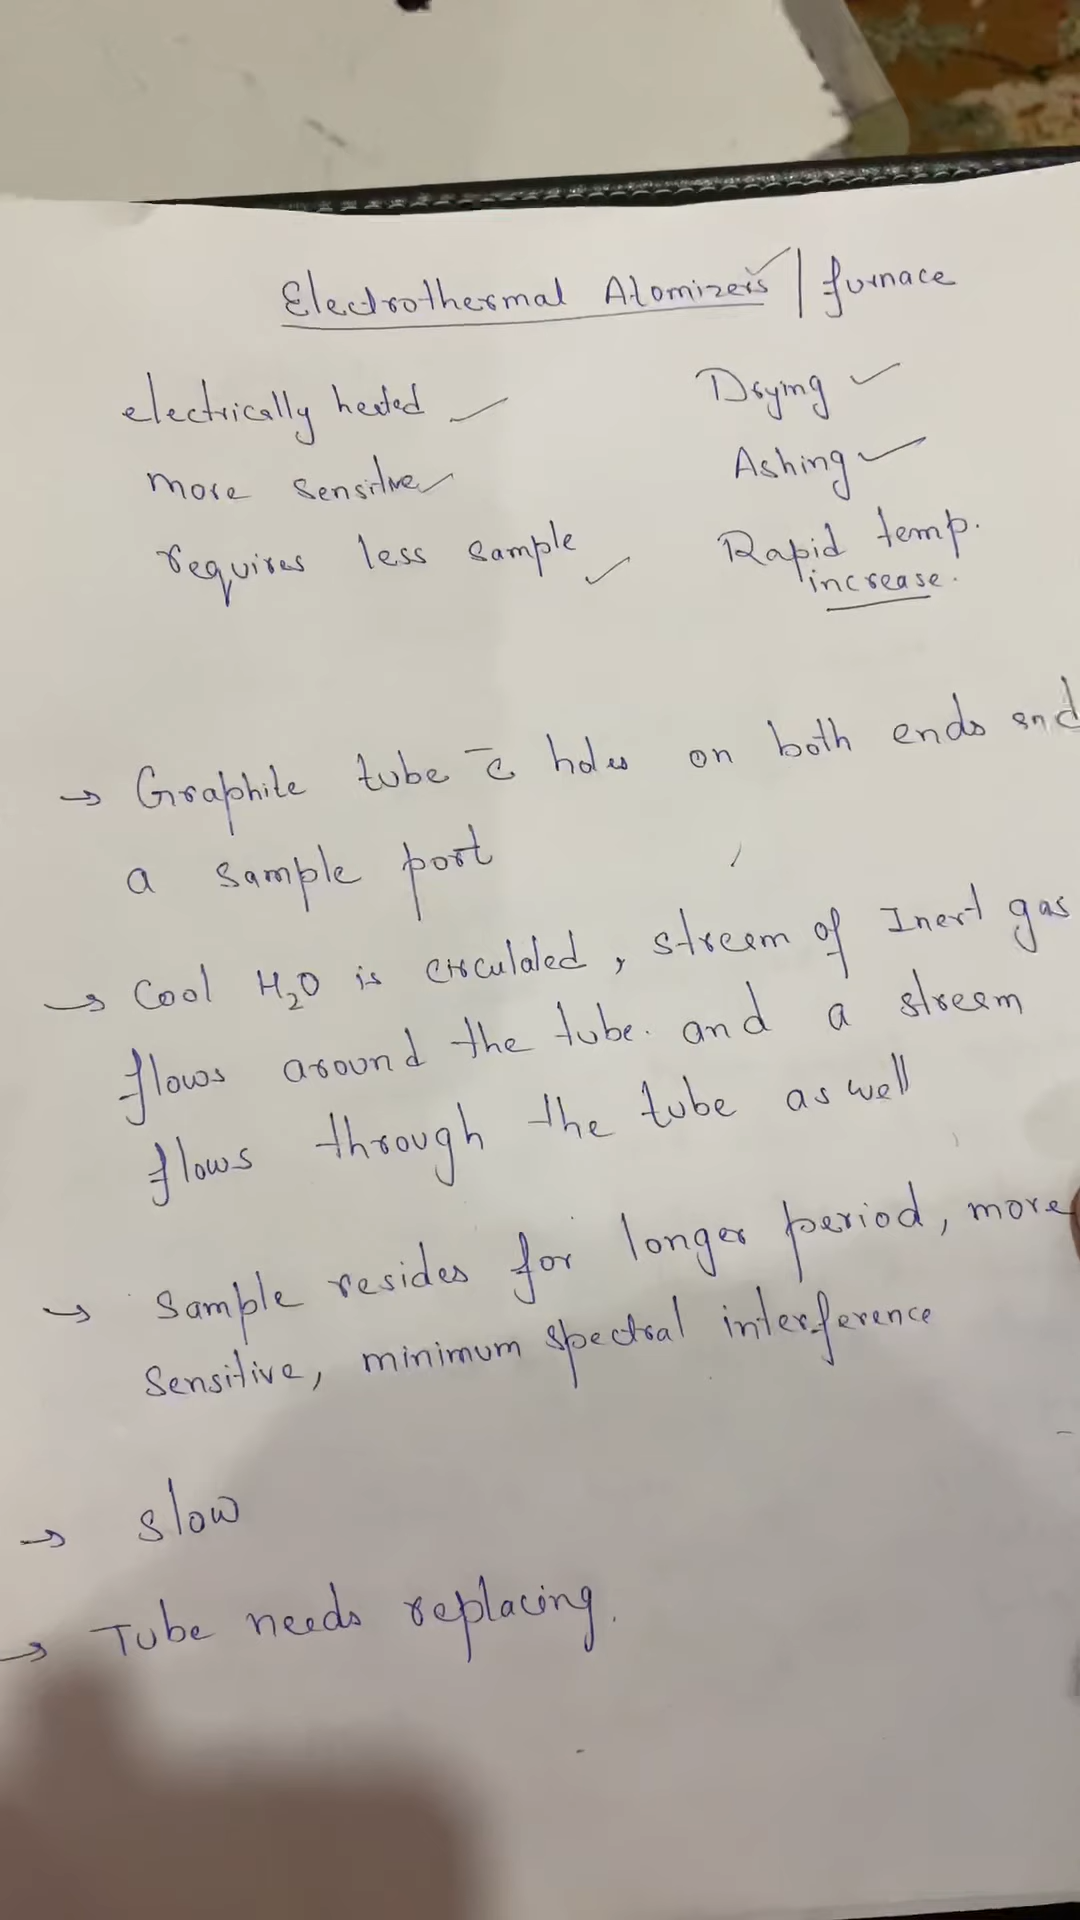 Electrothermal Atomizers / furnace
electrically heated ✓ Drying ✓
more sensitive ✓ Ashing ✓
requires less sample ✓ Rapid temp.
increase.
→ Graphite tube c̄ holes on both ends and
a sample port
→ Cool H₂O is circulated, stream of Inert gas
flows around the tube. and a stream
flows through the tube as well
→ Sample resides for longer period, more
Sensitive, minimum spectral interference
→ slow
→ Tube needs replacing.